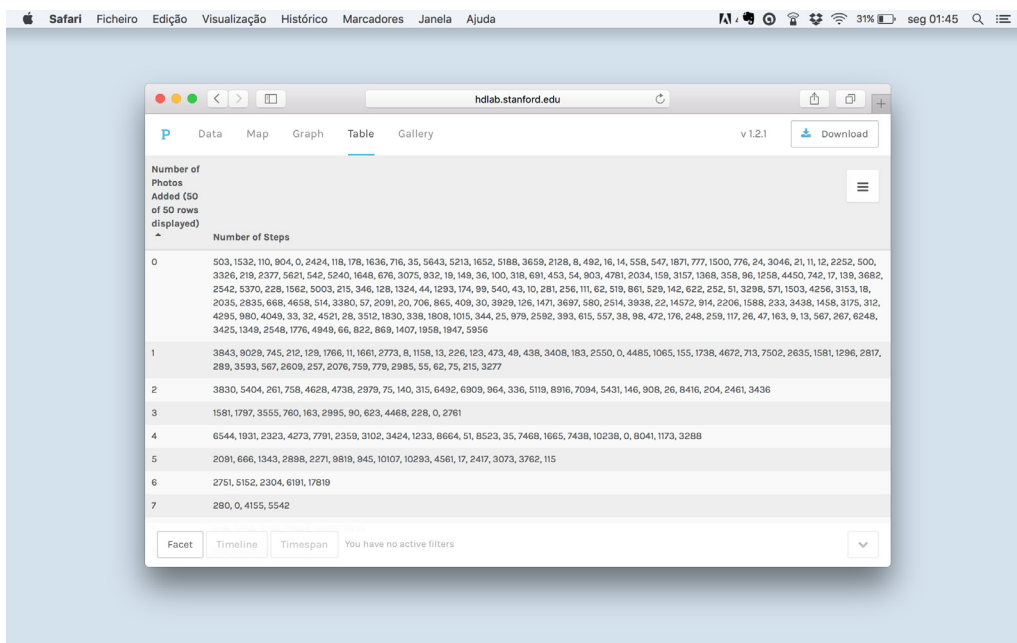 Safari Ficheiro Edição Visualização Histórico Marcadores Janela Ajuda 31% seg 01:45
hdlab.stanford.edu
P Data Map Graph Table Gallery v 1.2.1 Download
Number of
Photos
Added (50
of 50 rows
displayed)
Number of Steps
0 503, 1532, 110, 904, 0, 2424, 118, 178, 1636, 716, 35, 5643, 5213, 1652, 5188, 3659, 2128, 8, 492, 16, 14, 558, 547, 1871, 777, 1500, 776, 24, 3046, 21, 11, 12, 2252, 500,
3326, 219, 2377, 5621, 542, 5240, 1648, 676, 3075, 932, 19, 149, 36, 100, 318, 691, 453, 54, 903, 4781, 2034, 159, 3157, 1368, 358, 96, 1258, 4450, 742, 17, 139, 3682,
2542, 5370, 228, 1562, 5003, 215, 346, 128, 1324, 44, 1293, 174, 99, 540, 43, 10, 281, 256, 111, 62, 519, 861, 529, 142, 622, 252, 51, 3298, 571, 1503, 4256, 3153, 18,
2035, 2835, 668, 4658, 514, 3380, 57, 2091, 20, 706, 865, 409, 30, 3929, 126, 1471, 3697, 580, 2514, 3938, 22, 14572, 914, 2206, 1588, 233, 3438, 1458, 3175, 312,
4295, 980, 4049, 33, 32, 4521, 28, 3512, 1830, 338, 1808, 1015, 344, 25, 979, 2592, 393, 615, 557, 38, 98, 472, 176, 248, 259, 117, 26, 47, 163, 9, 13, 567, 267, 6248,
3425, 1349, 2548, 1776, 4949, 66, 822, 869, 1407, 1958, 1947, 5956
1 3843, 9029, 745, 212, 129, 1766, 11, 1661, 2773, 8, 1158, 13, 226, 123, 473, 49, 438, 3408, 183, 2550, 0, 4485, 1065, 155, 1738, 4672, 713, 7502, 2635, 1581, 1296, 2817,
289, 3593, 567, 2609, 257, 2076, 759, 779, 2985, 55, 62, 75, 215, 3277
2 3830, 5404, 261, 758, 4628, 4738, 2979, 75, 140, 315, 6492, 6909, 964, 336, 5119, 8916, 7094, 5431, 146, 908, 26, 8416, 204, 2461, 3436
3 1581, 1797, 3555, 760, 163, 2995, 90, 623, 4468, 228, 0, 2761
4 6544, 1931, 2323, 4273, 7791, 2359, 3102, 3424, 1233, 8664, 51, 8523, 35, 7468, 1665, 7438, 10238, 0, 8041, 1173, 3288
5 2091, 666, 1343, 2898, 2271, 9819, 945, 10107, 10293, 4561, 17, 2417, 3073, 3762, 115
6 2751, 5152, 2304, 6191, 17819
7 280, 0, 4155, 5542
Facet Timeline Timespan You have no active filters